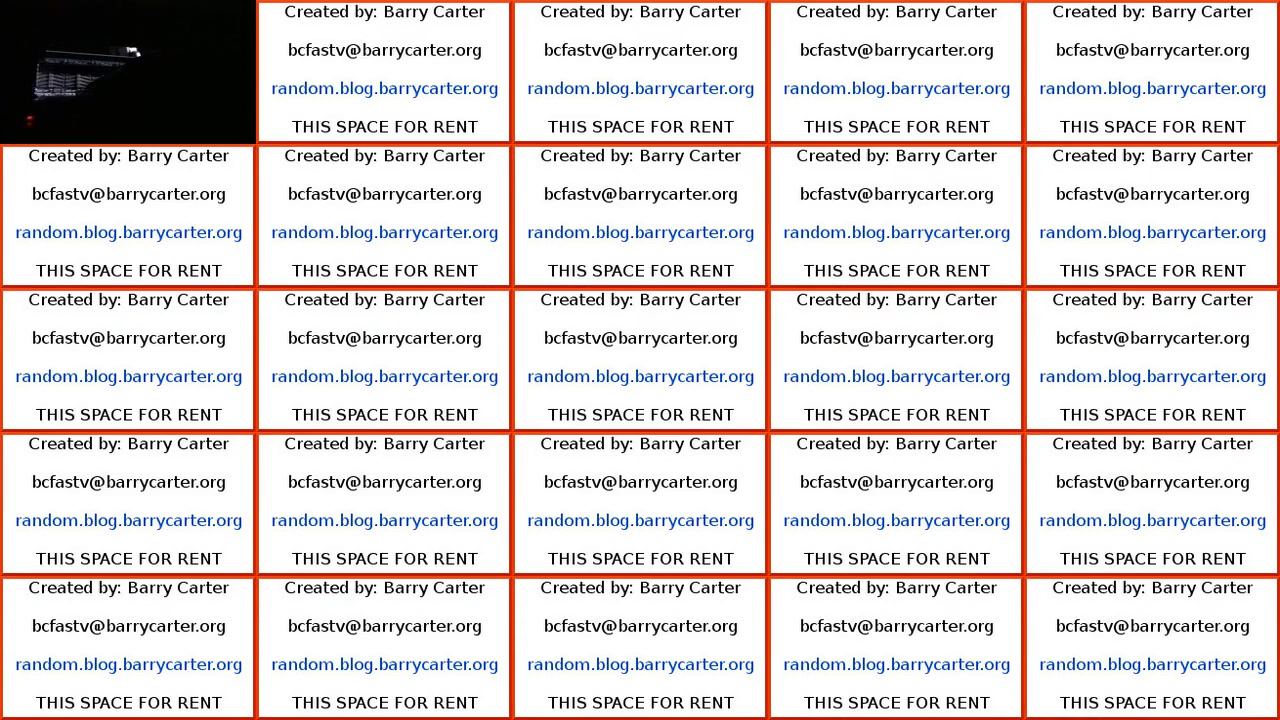 Created by: Barry Carter
bcfastv@barrycarter.org
random.blog.barrycarter.org
THIS SPACE FOR RENT
Created by: Barry Carter
bcfastv@barrycarter.org
random.blog.barrycarter.org
THIS SPACE FOR RENT
Created by: Barry Carter
bcfastv@barrycarter.org
random.blog.barrycarter.org
THIS SPACE FOR RENT
Created by: Barry Carter
bcfastv@barrycarter.org
random.blog.barrycarter.org
THIS SPACE FOR RENT
Created by: Barry Carter
bcfastv@barrycarter.org
random.blog.barrycarter.org
THIS SPACE FOR RENT
Created by: Barry Carter
bcfastv@barrycarter.org
random.blog.barrycarter.org
THIS SPACE FOR RENT
Created by: Barry Carter
bcfastv@barrycarter.org
random.blog.barrycarter.org
THIS SPACE FOR RENT
Created by: Barry Carter
bcfastv@barrycarter.org
random.blog.barrycarter.org
THIS SPACE FOR RENT
Created by: Barry Carter
bcfastv@barrycarter.org
random.blog.barrycarter.org
THIS SPACE FOR RENT
Created by: Barry Carter
bcfastv@barrycarter.org
random.blog.barrycarter.org
THIS SPACE FOR RENT
Created by: Barry Carter
bcfastv@barrycarter.org
random.blog.barrycarter.org
THIS SPACE FOR RENT
Created by: Barry Carter
bcfastv@barrycarter.org
random.blog.barrycarter.org
THIS SPACE FOR RENT
Created by: Barry Carter
bcfastv@barrycarter.org
random.blog.barrycarter.org
THIS SPACE FOR RENT
Created by: Barry Carter
bcfastv@barrycarter.org
random.blog.barrycarter.org
THIS SPACE FOR RENT
Created by: Barry Carter
bcfastv@barrycarter.org
random.blog.barrycarter.org
THIS SPACE FOR RENT
Created by: Barry Carter
bcfastv@barrycarter.org
random.blog.barrycarter.org
THIS SPACE FOR RENT
Created by: Barry Carter
bcfastv@barrycarter.org
random.blog.barrycarter.org
THIS SPACE FOR RENT
Created by: Barry Carter
bcfastv@barrycarter.org
random.blog.barrycarter.org
THIS SPACE FOR RENT
Created by: Barry Carter
bcfastv@barrycarter.org
random.blog.barrycarter.org
THIS SPACE FOR RENT
Created by: Barry Carter
bcfastv@barrycarter.org
random.blog.barrycarter.org
THIS SPACE FOR RENT
Created by: Barry Carter
bcfastv@barrycarter.org
random.blog.barrycarter.org
THIS SPACE FOR RENT
Created by: Barry Carter
bcfastv@barrycarter.org
random.blog.barrycarter.org
THIS SPACE FOR RENT
Created by: Barry Carter
bcfastv@barrycarter.org
random.blog.barrycarter.org
THIS SPACE FOR RENT
Created by: Barry Carter
bcfastv@barrycarter.org
random.blog.barrycarter.org
THIS SPACE FOR RENT